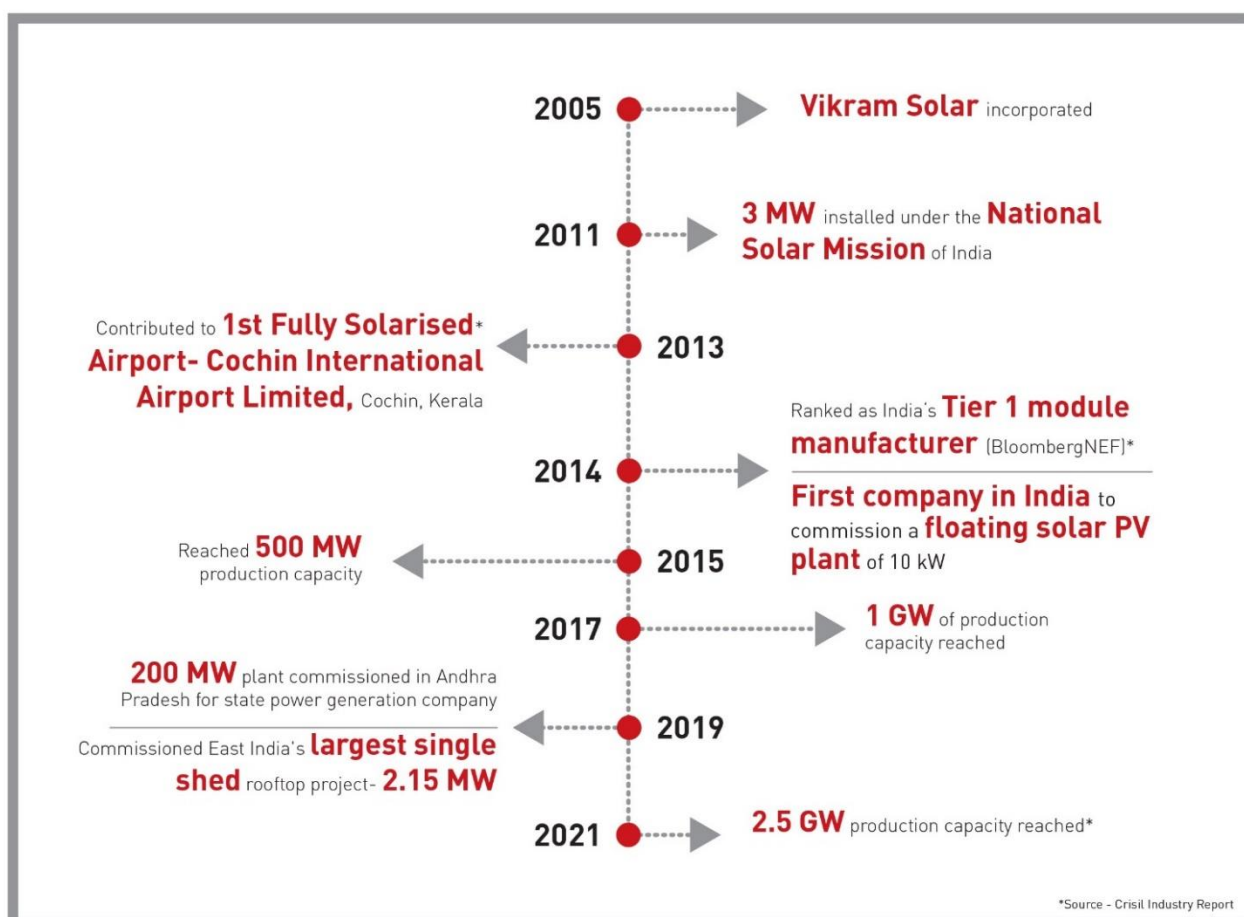 2005
Vikram Solar incorporated
2011
3 MW installed under the National
Solar Mission of India
Contributed to 1st Fully Solarised*
Airport- Cochin International
Airport Limited, Cochin, Kerala
2013
2014
Ranked as India's Tier 1 module
manufacturer (BloombergNEF)*
First company in India to
commission a floating solar PV
plant of 10 kW
Reached 500 MW
production capacity
2015
2017
1 GW of production
capacity reached
200 MW plant commissioned in Andhra
Pradesh for state power generation company
Commissioned East India's largest single
shed rooftop project- 2.15 MW
2019
2021
2.5 GW production capacity reached*
*Source - Crisil Industry Report